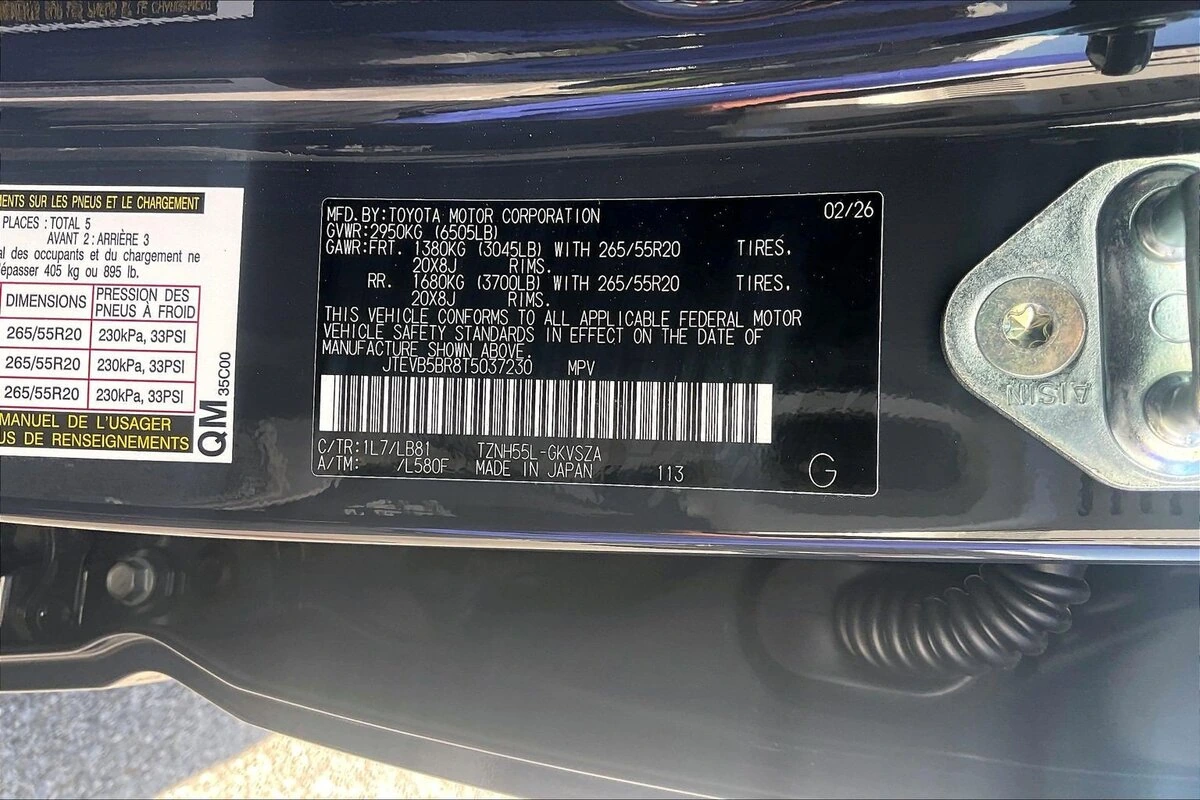 MENTS SUR LES PNEUS ET LE CHARGEMENT
PLACES : TOTAL 5
AVANT 2 : ARRIÈRE 3
al des occupants et du chargement ne
dépasser 405 kg ou 895 lb.
DIMENSIONS PRESSION DES PNEUS À FROID
265/55R20 230kPa, 33PSI
265/55R20 230kPa, 33PSI
265/55R20 230kPa, 33PSI
MANUEL DE L'USAGER
US DE RENSEIGNEMENTS
QM 35C00
MFD.BY:TOYOTA MOTOR CORPORATION 02/26
GVWR:2950KG (6505LB)
GAWR:FRT. 1380KG (3045LB) WITH 265/55R20 TIRES,
20X8J RIMS.
RR. 1680KG (3700LB) WITH 265/55R20 TIRES,
20X8J RIMS.
THIS VEHICLE CONFORMS TO ALL APPLICABLE FEDERAL MOTOR
VEHICLE SAFETY STANDARDS IN EFFECT ON THE DATE OF
MANUFACTURE SHOWN ABOVE.
JTEVB5BR8T5037230 MPV
C/TR:1L7/LB81 TZNH55L-GKVSZA
A/TM: /L580F MADE IN JAPAN 113
G
AISIN